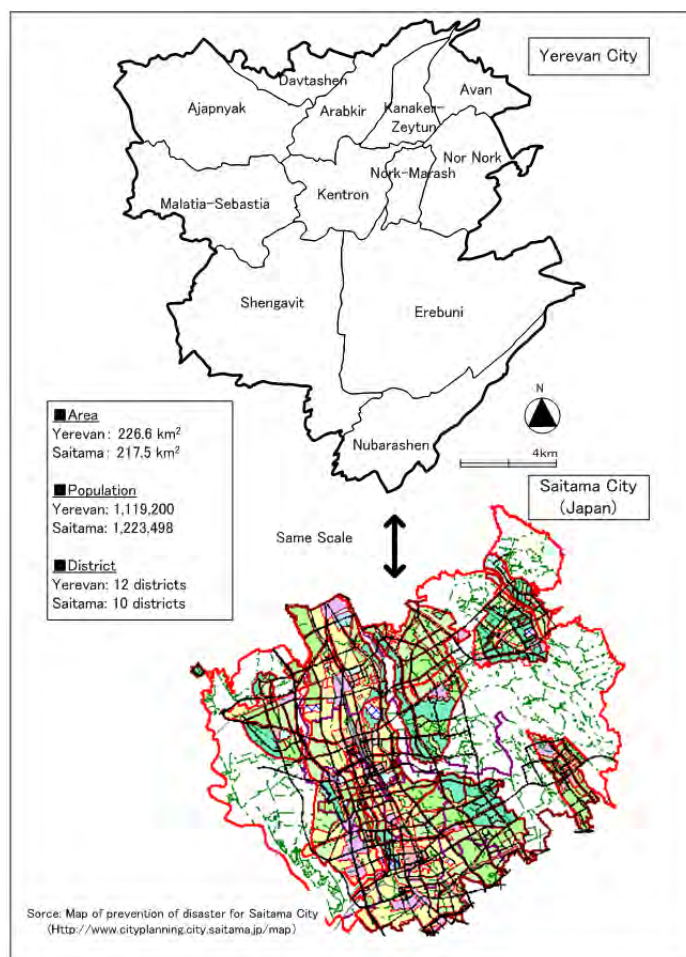 Yerevan City
Davtashen
Avan
Ajapnyak
Arabkir
Kanaker-
Zeytun
Nor Nork
Nork-Marash
Malatia-Sebastia
Kentron
Shengavit
Erebuni
Nubarashen
N
4km
■Area
Yerevan: 226.6 km²
Saitama: 217.5 km²
■Population
Yerevan: 1,119,200
Saitama: 1,223,498
■District
Yerevan: 12 districts
Saitama: 10 districts
Saitama City
(Japan)
Same Scale
Sorce: Map of prevention of disaster for Saitama City
(Http://www.cityplanning.city.saitama.jp/map)